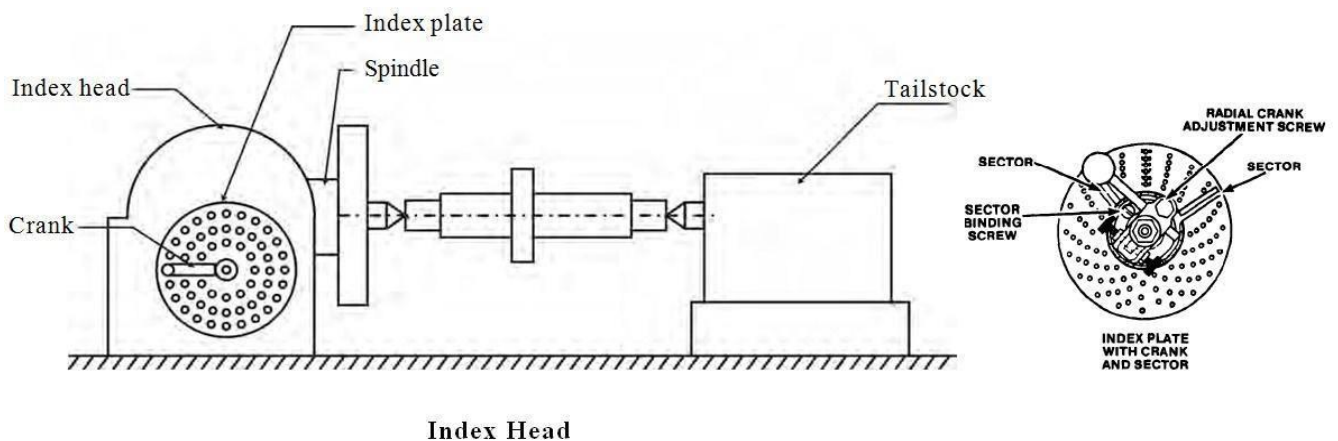 Index plate
Spindle
Index head
Tailstock
Crank
RADIAL CRANK
ADJUSTMENT SCREW
SECTOR
SECTOR
SECTOR
BINDING
SCREW
INDEX PLATE
WITH CRANK
AND SECTOR
Index Head